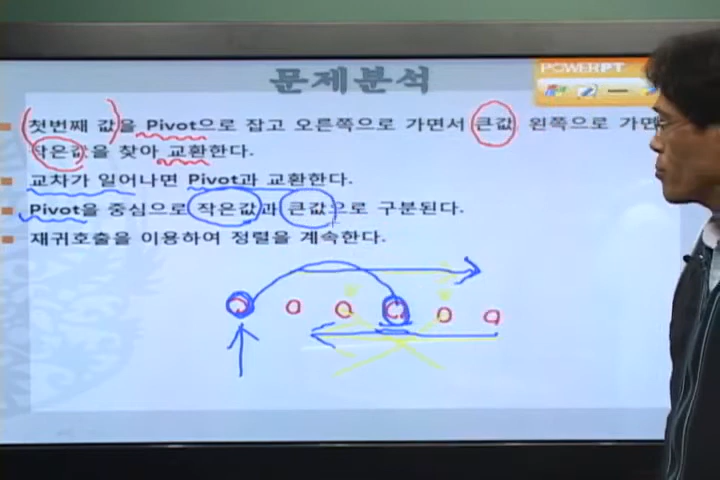 문제분석
POWERPT
첫번째 값을 Pivot으로 잡고 오른쪽으로 가면서 큰값 왼쪽으로 가면
작은값을 찾아 교환한다.
교차가 일어나면 Pivot과 교환한다.
Pivot을 중심으로 작은값과 큰값으로 구분된다.
재귀호출을 이용하여 정렬을 계속한다.